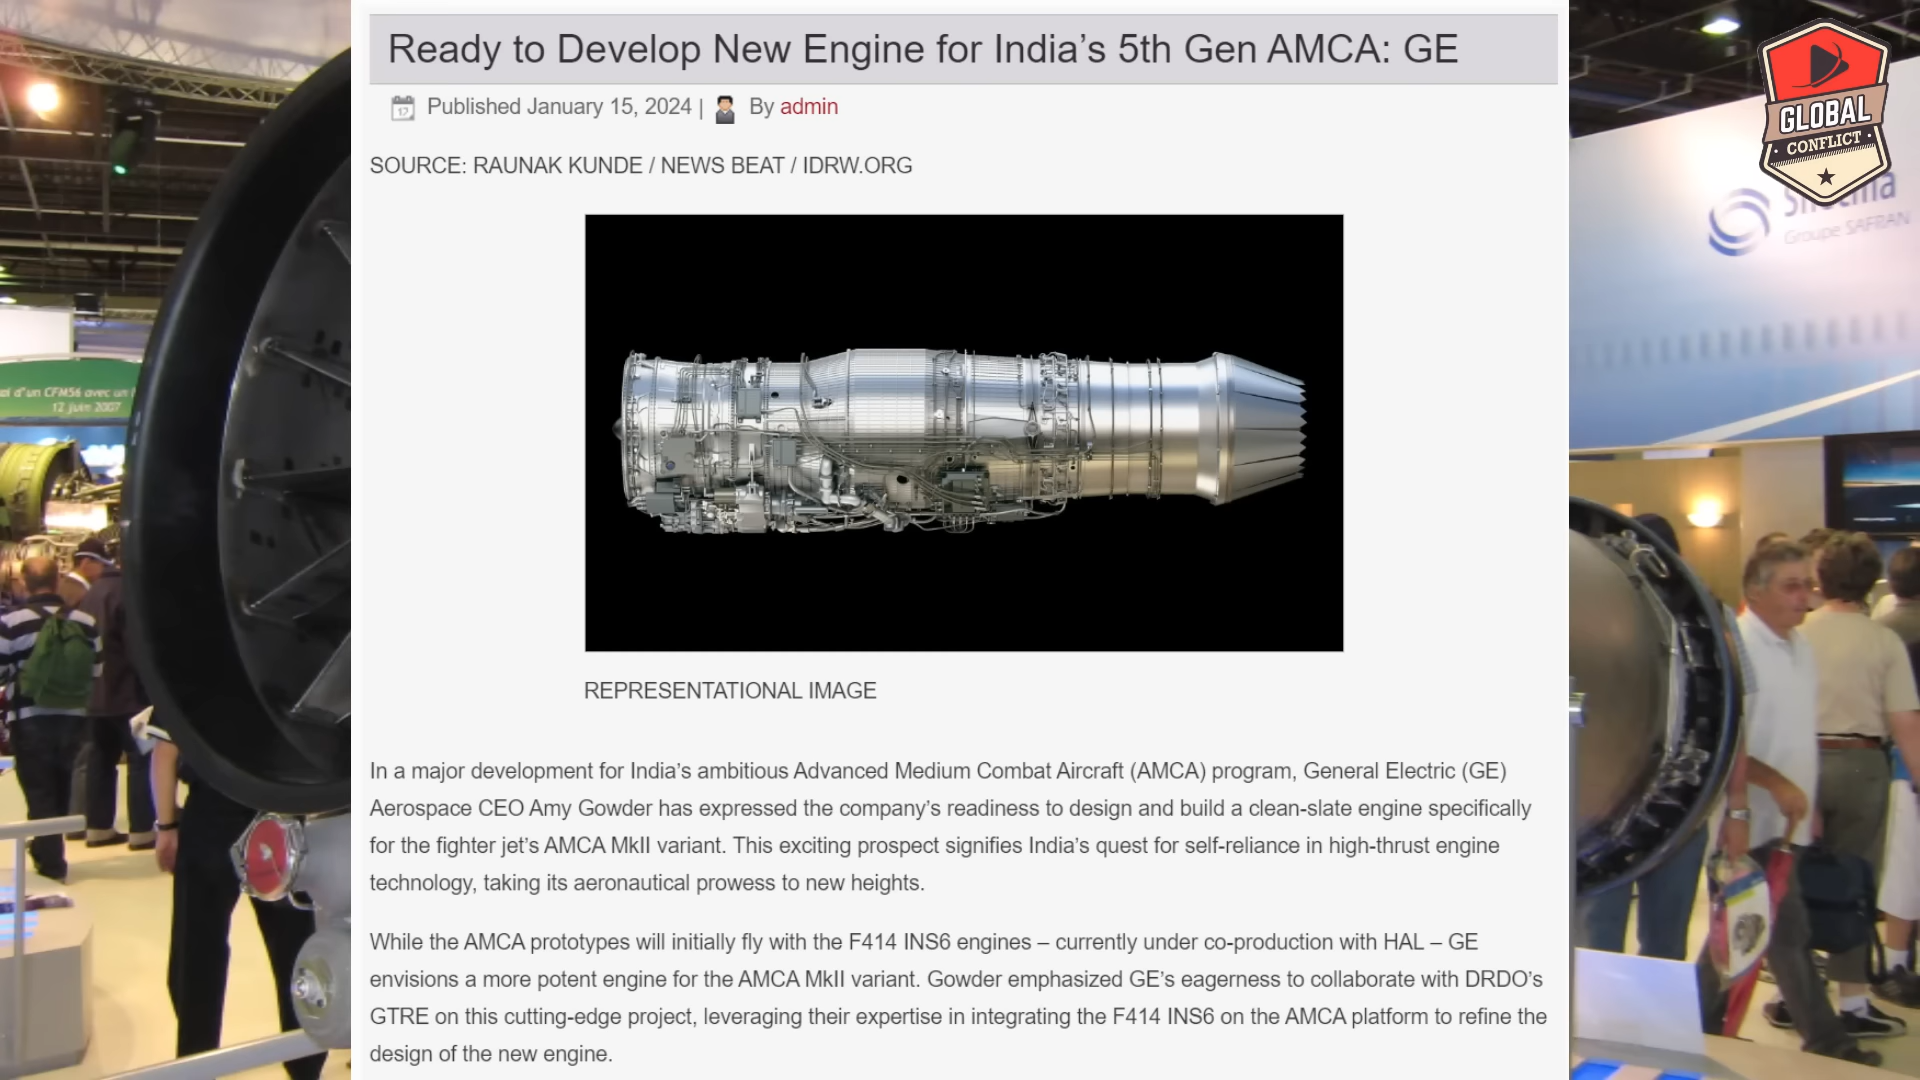 Ready to Develop New Engine for India’s 5th Gen AMCA: GE
Published January 15, 2024 | By admin
SOURCE: RAUNAK KUNDE / NEWS BEAT / IDRW.ORG
REPRESENTATIONAL IMAGE
In a major development for India’s ambitious Advanced Medium Combat Aircraft (AMCA) program, General Electric (GE)
Aerospace CEO Amy Gowder has expressed the company’s readiness to design and build a clean-slate engine specifically
for the fighter jet’s AMCA MkII variant. This exciting prospect signifies India’s quest for self-reliance in high-thrust engine
technology, taking its aeronautical prowess to new heights.
While the AMCA prototypes will initially fly with the F414 INS6 engines – currently under co-production with HAL – GE
envisions a more potent engine for the AMCA MkII variant. Gowder emphasized GE’s eagerness to collaborate with DRDO’s
GTRE on this cutting-edge project, leveraging their expertise in integrating the F414 INS6 on the AMCA platform to refine the
design of the new engine.
GLOBAL
CONFLICT
Groupe SAFRAN
d’un CFM56 avec un
12 juin 2007